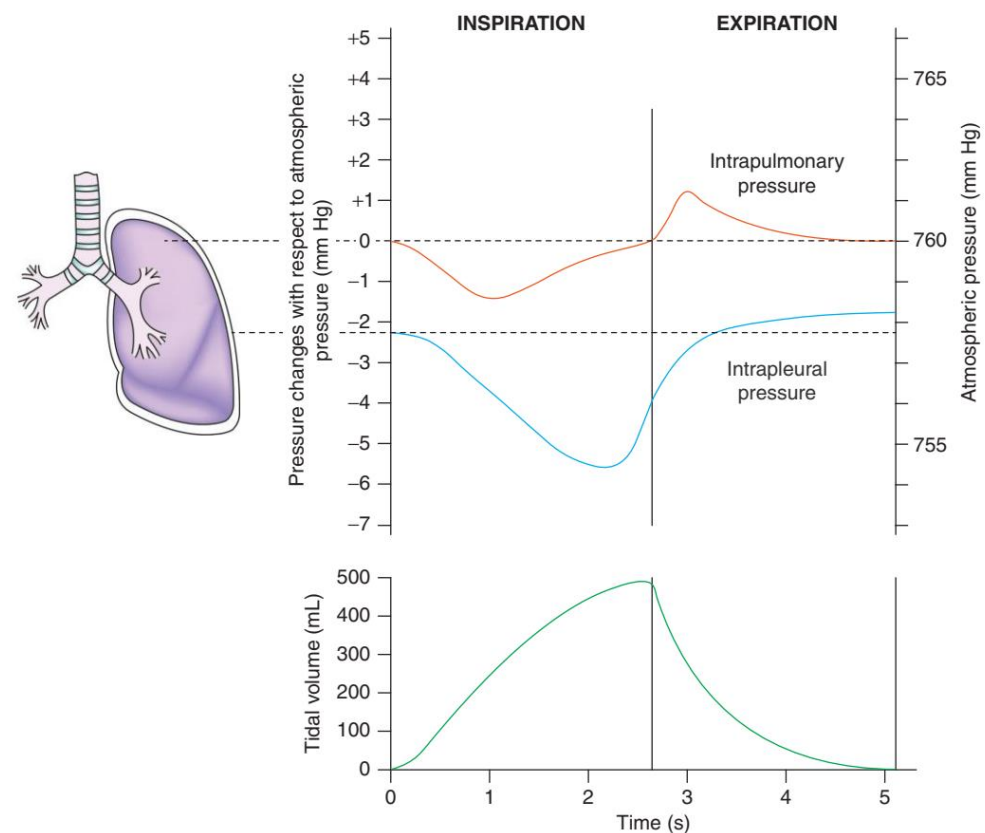 INSPIRATION
EXPIRATION
Pressure changes with respect to atmospheric
pressure (mm Hg)
+5
+4
+3
+2
+1
0
–1
–2
–3
–4
–5
–6
–7
Intrapulmonary
pressure
Intrapleural
pressure
765
760
755
Atmospheric pressure (mm Hg)
Tidal volume (mL)
500
400
300
200
100
0
0
1
2
3
4
5
Time (s)